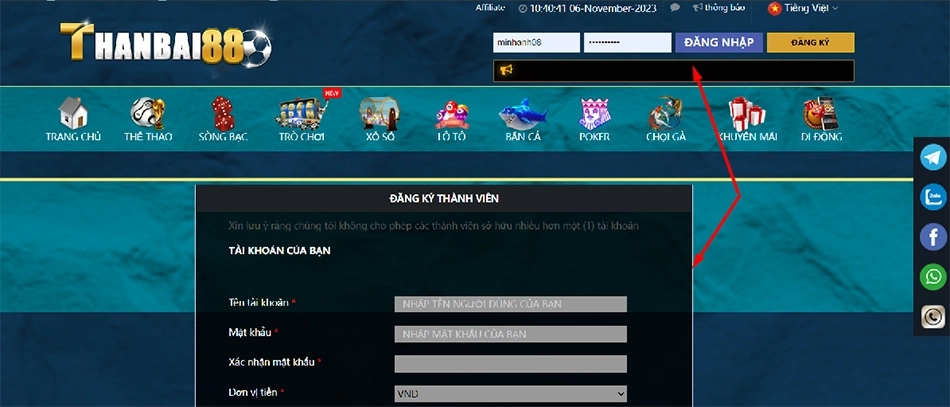 Affiliate 10:40:41 06-November-2023 thông báo Tiếng Việt
THANBAI88
minhanh08 •••••••••• ĐĂNG NHẬP ĐĂNG KÝ
NEW
TRANG CHỦ THỂ THAO SÒNG BẠC TRÒ CHƠI XỔ SỐ LÔ TÔ BẮN CÁ POKER CHỌI GÀ KHUYẾN MÃI DI ĐỘNG
Zalo
ĐĂNG KÝ THÀNH VIÊN
Xin lưu ý rằng chúng tôi không cho phép các thành viên sở hữu nhiều hơn một (1) tài khoản
TÀI KHOẢN CỦA BẠN
Tên tài khoản * NHẬP TÊN NGƯỜI DÙNG CỦA BẠN
Mật khẩu * NHẬP MẬT KHẨU CỦA BẠN
Xác nhận mật khẩu *
Đơn vị tiền * VND